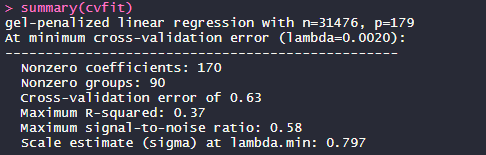 > summary(cvfit)
gel-penalized linear regression with n=31476, p=179
At minimum cross-validation error (lambda=0.0020):
-------------------------------------------------
  Nonzero coefficients: 170
  Nonzero groups: 90
  Cross-validation error of 0.63
  Maximum R-squared: 0.37
  Maximum signal-to-noise ratio: 0.58
  Scale estimate (sigma) at lambda.min: 0.797